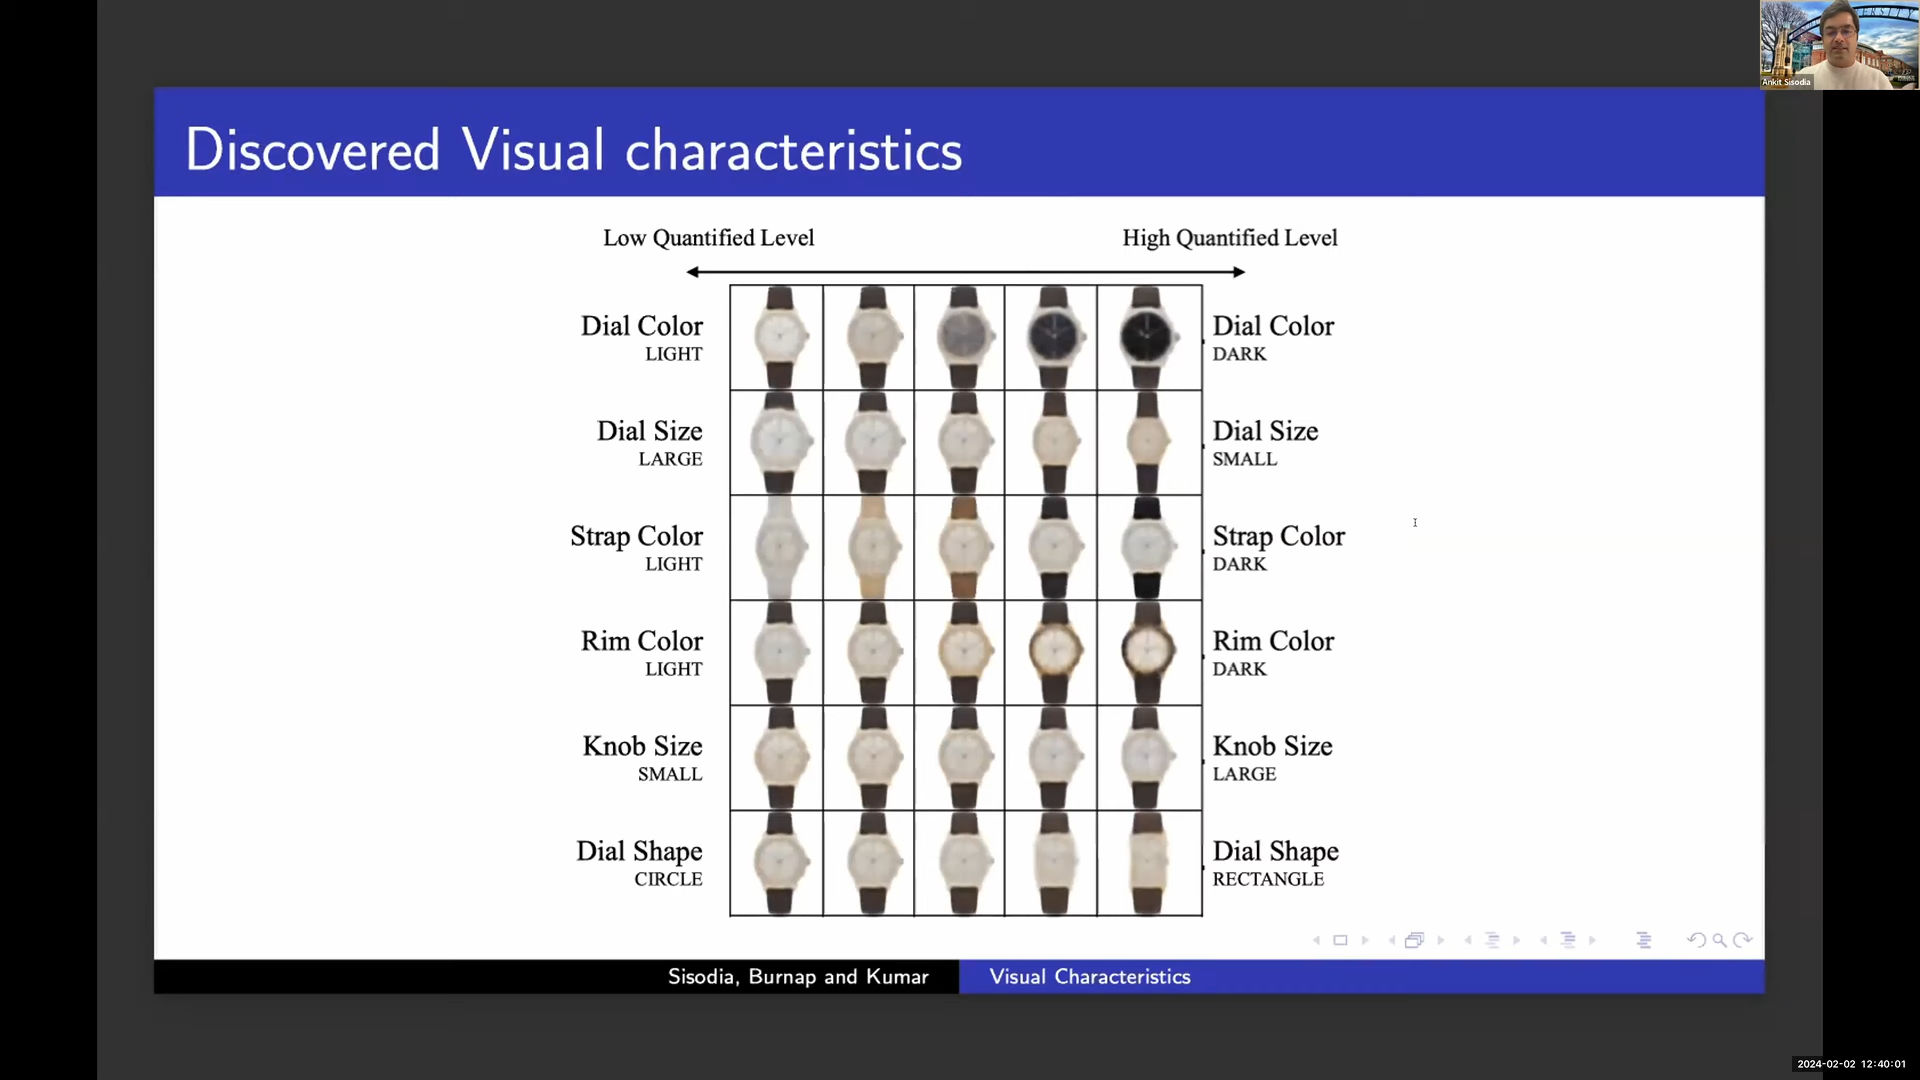 Ankit Sisodia
Discovered Visual characteristics
Low Quantified Level
High Quantified Level
Dial Color
LIGHT
Dial Color
DARK
Dial Size
LARGE
Dial Size
SMALL
Strap Color
LIGHT
Strap Color
DARK
Rim Color
LIGHT
Rim Color
DARK
Knob Size
SMALL
Knob Size
LARGE
Dial Shape
CIRCLE
Dial Shape
RECTANGLE
Sisodia, Burnap and Kumar
Visual Characteristics
2024-02-02 12:40:01